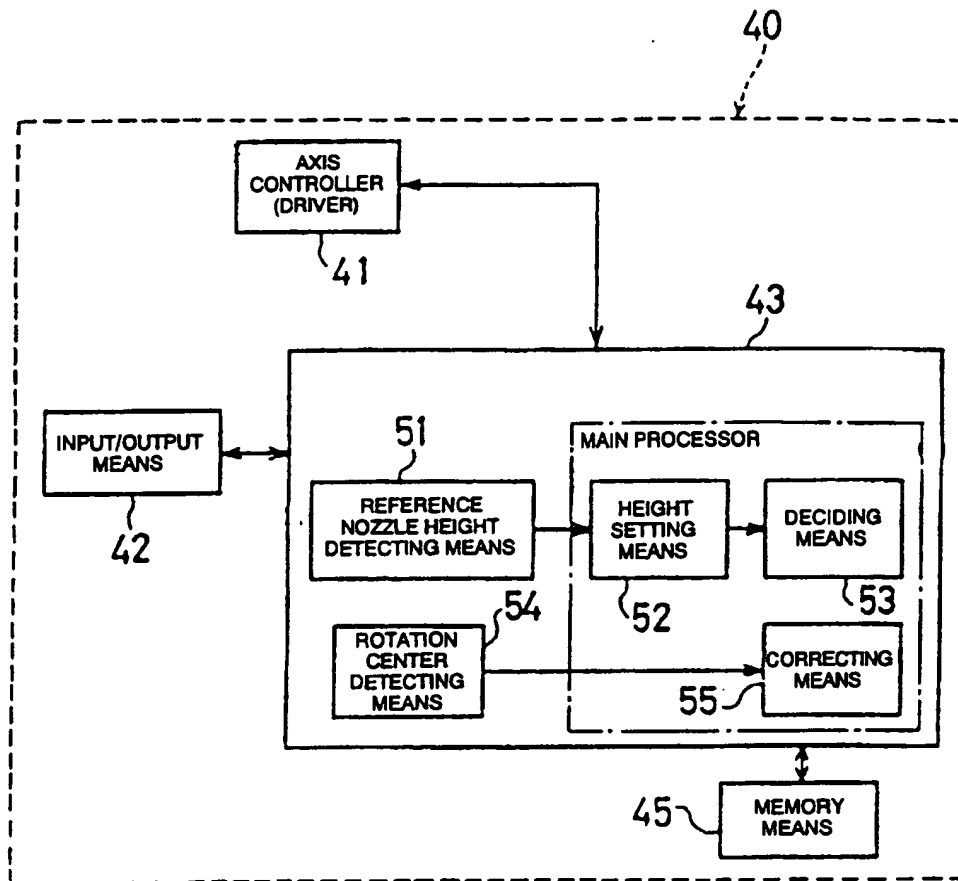 40
AXIS
CONTROLLER
(DRIVER)
41
43
INPUT/OUTPUT
MEANS
42
51
REFERENCE
NOZZLE HEIGHT
DETECTING MEANS
MAIN PROCESSOR
HEIGHT
SETTING
MEANS
52
DECIDING
MEANS
53
54
ROTATION
CENTER
DETECTING
MEANS
CORRECTING
MEANS
55
45
MEMORY
MEANS